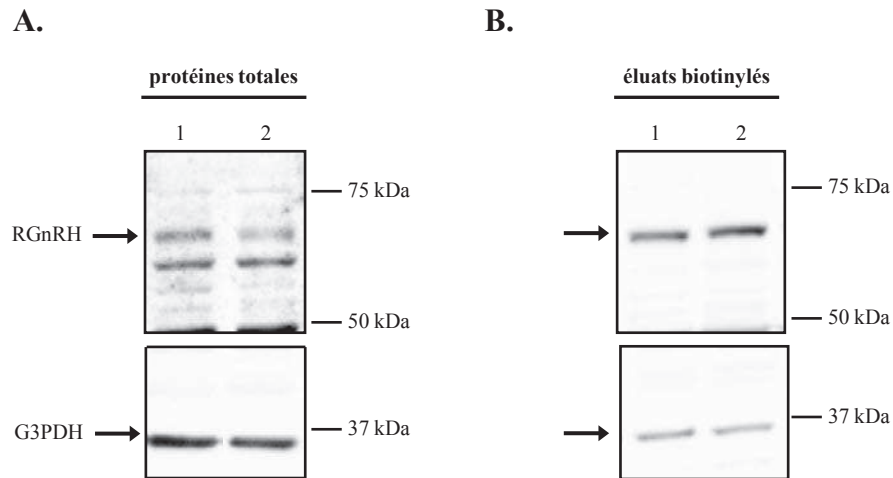 A.
protéines totales
1 2
75 kDa
RGnRH
50 kDa
37 kDa
G3PDH
B.
éluats biotinylés
1 2
75 kDa
50 kDa
37 kDa